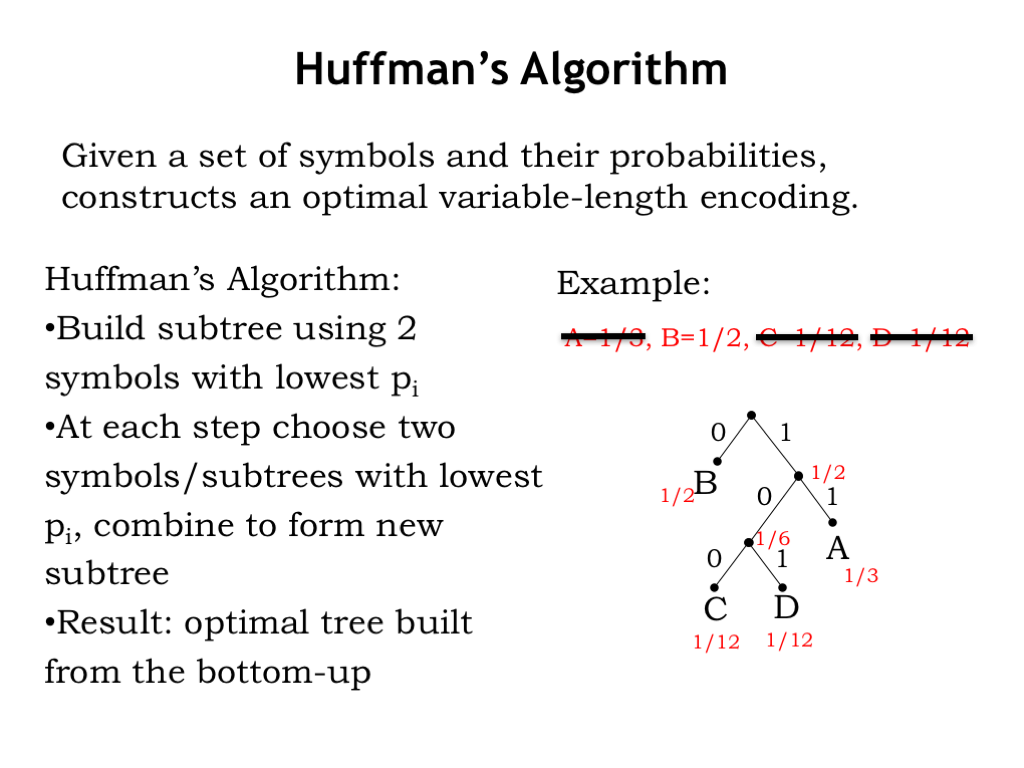 Huffman’s Algorithm
Given a set of symbols and their probabilities,
constructs an optimal variable-length encoding.
Huffman’s Algorithm:
•Build subtree using 2
symbols with lowest pi
•At each step choose two
symbols/subtrees with lowest
pi, combine to form new
subtree
•Result: optimal tree built
from the bottom-up
Example:
A=1/3, B=1/2, C=1/12, D=1/12
0 1
1/2
B
1/2
0 1
1/6
A
1/3
0 1
C D
1/12 1/12